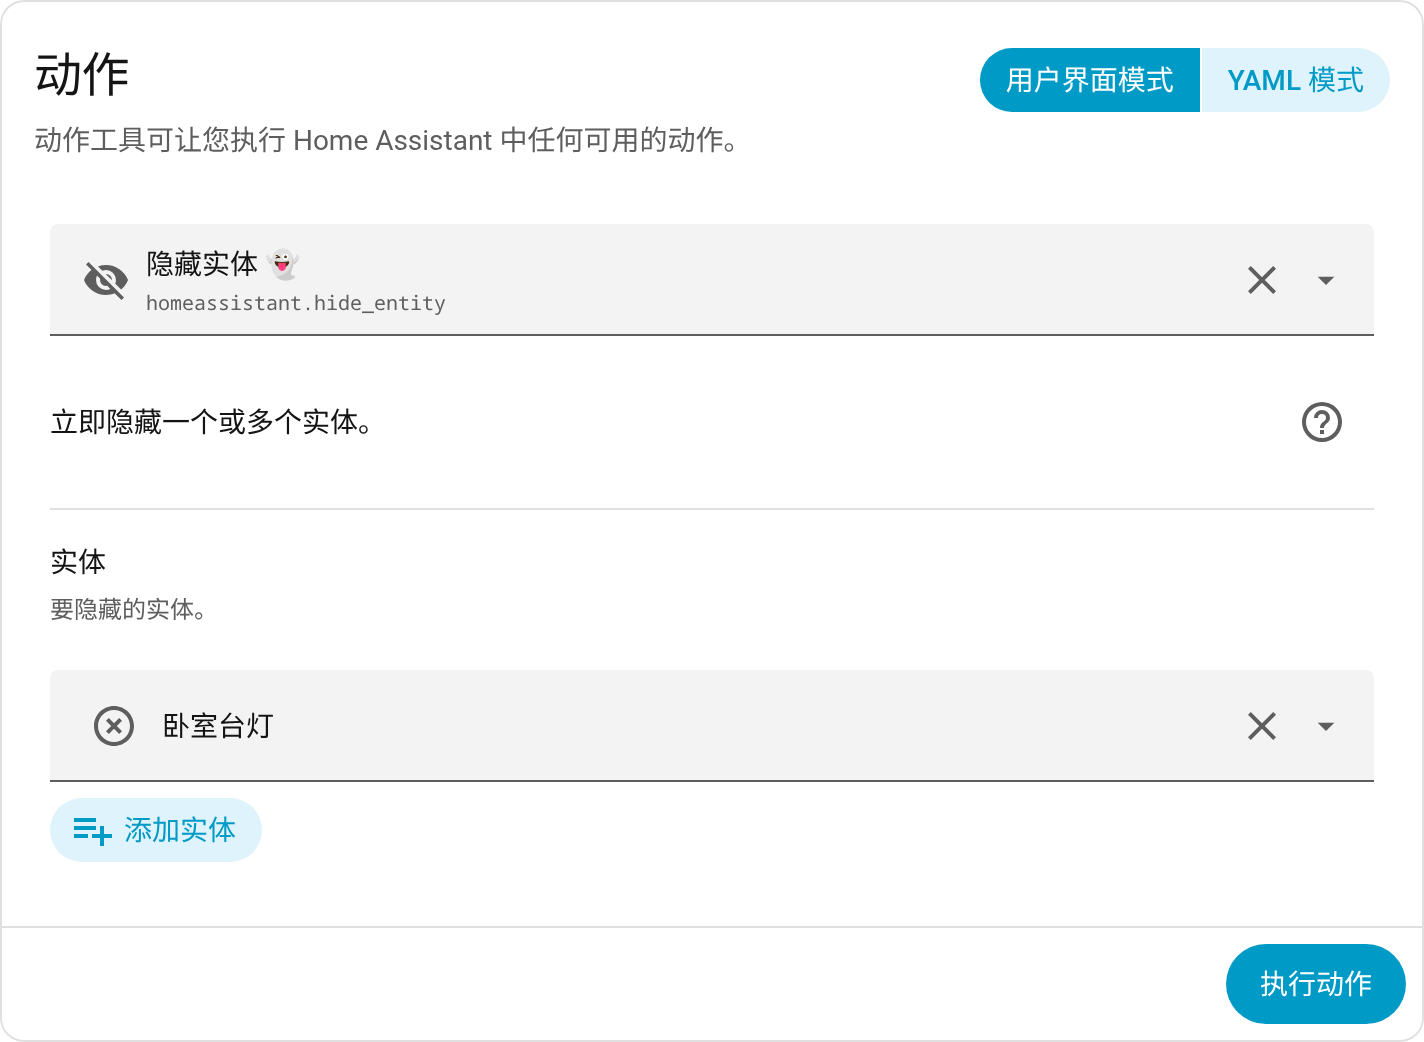 动作
用户界面模式
YAML 模式
动作工具可让您执行 Home Assistant 中任何可用的动作。
隐藏实体 👻
homeassistant.hide_entity
立即隐藏一个或多个实体。
实体
要隐藏的实体。
卧室台灯
添加实体
执行动作